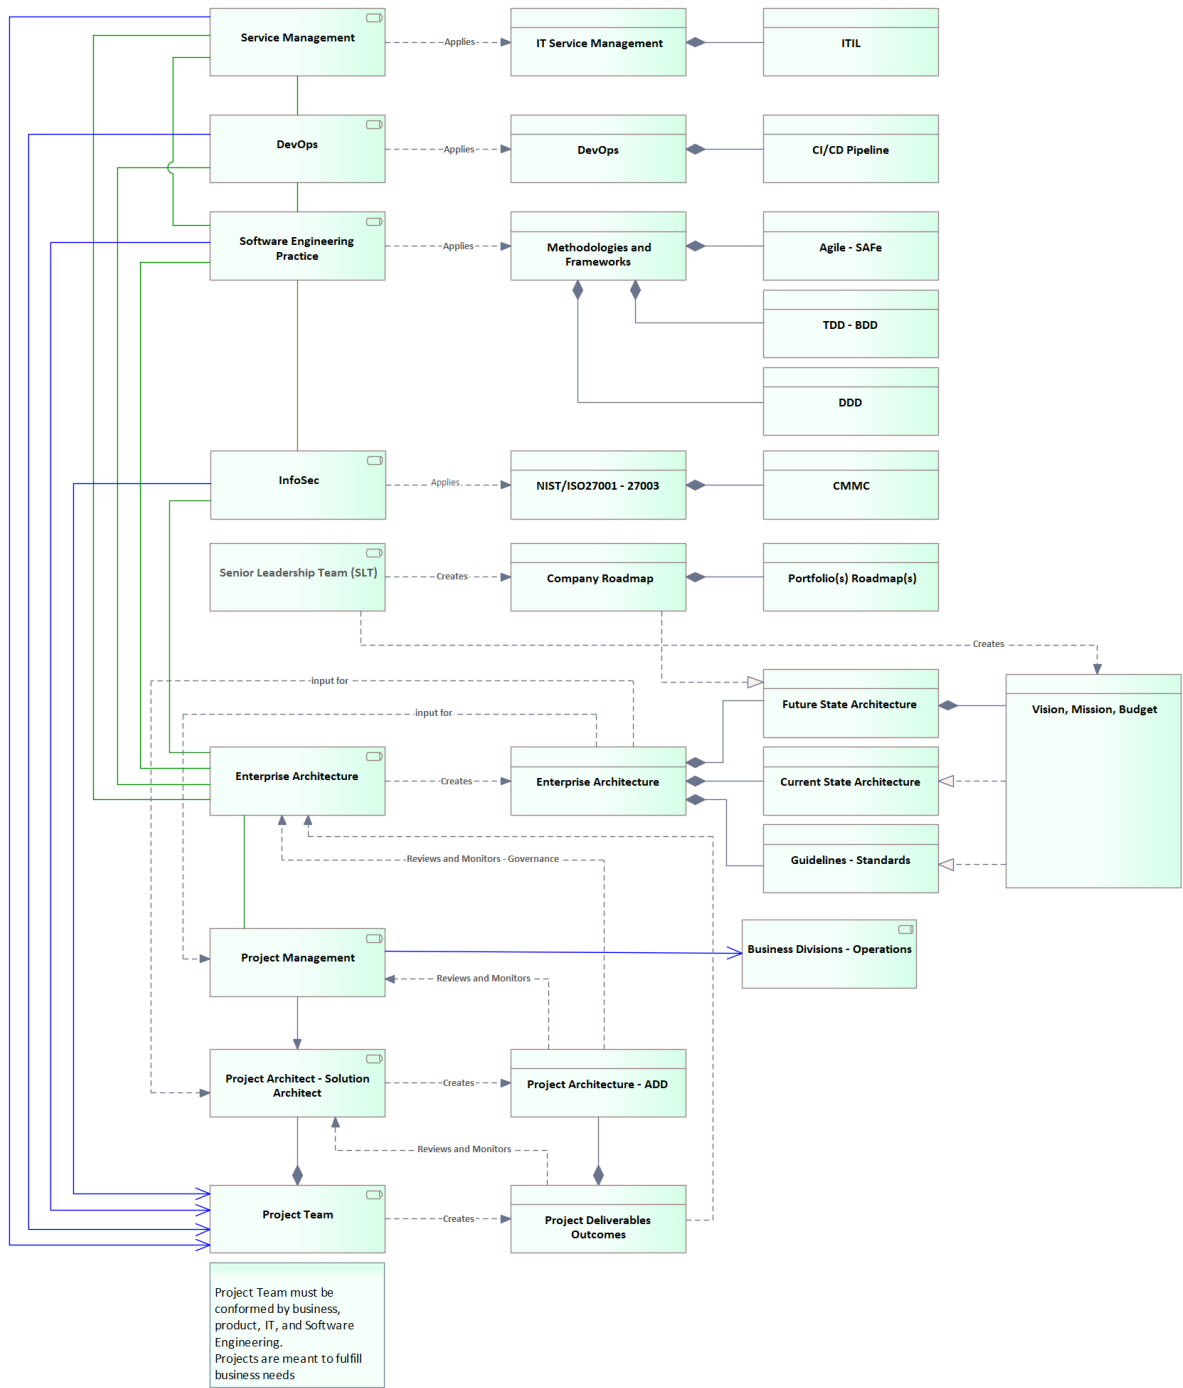 Service Management
Applies
IT Service Management
ITIL
DevOps
Applies
DevOps
CI/CD Pipeline
Software Engineering
Practice
Applies
Methodologies and
Frameworks
Agile - SAFe
TDD - BDD
DDD
InfoSec
Applies
NIST/ISO27001 - 27003
CMMC
Senior Leadership Team (SLT)
Creates
Company Roadmap
Portfolio(s) Roadmap(s)
Creates
input for
input for
Future State Architecture
Vision, Mission, Budget
Enterprise Architecture
Creates
Enterprise Architecture
Current State Architecture
Reviews and Monitors - Governance
Guidelines - Standards
Project Management
Business Divisions - Operations
Reviews and Monitors
Project Architect - Solution
Architect
Creates
Project Architecture - ADD
Reviews and Monitors
Project Team
Creates
Project Deliverables
Outcomes
Project Team must be
conformed by business,
product, IT, and Software
Engineering.
Projects are meant to fulfill
business needs